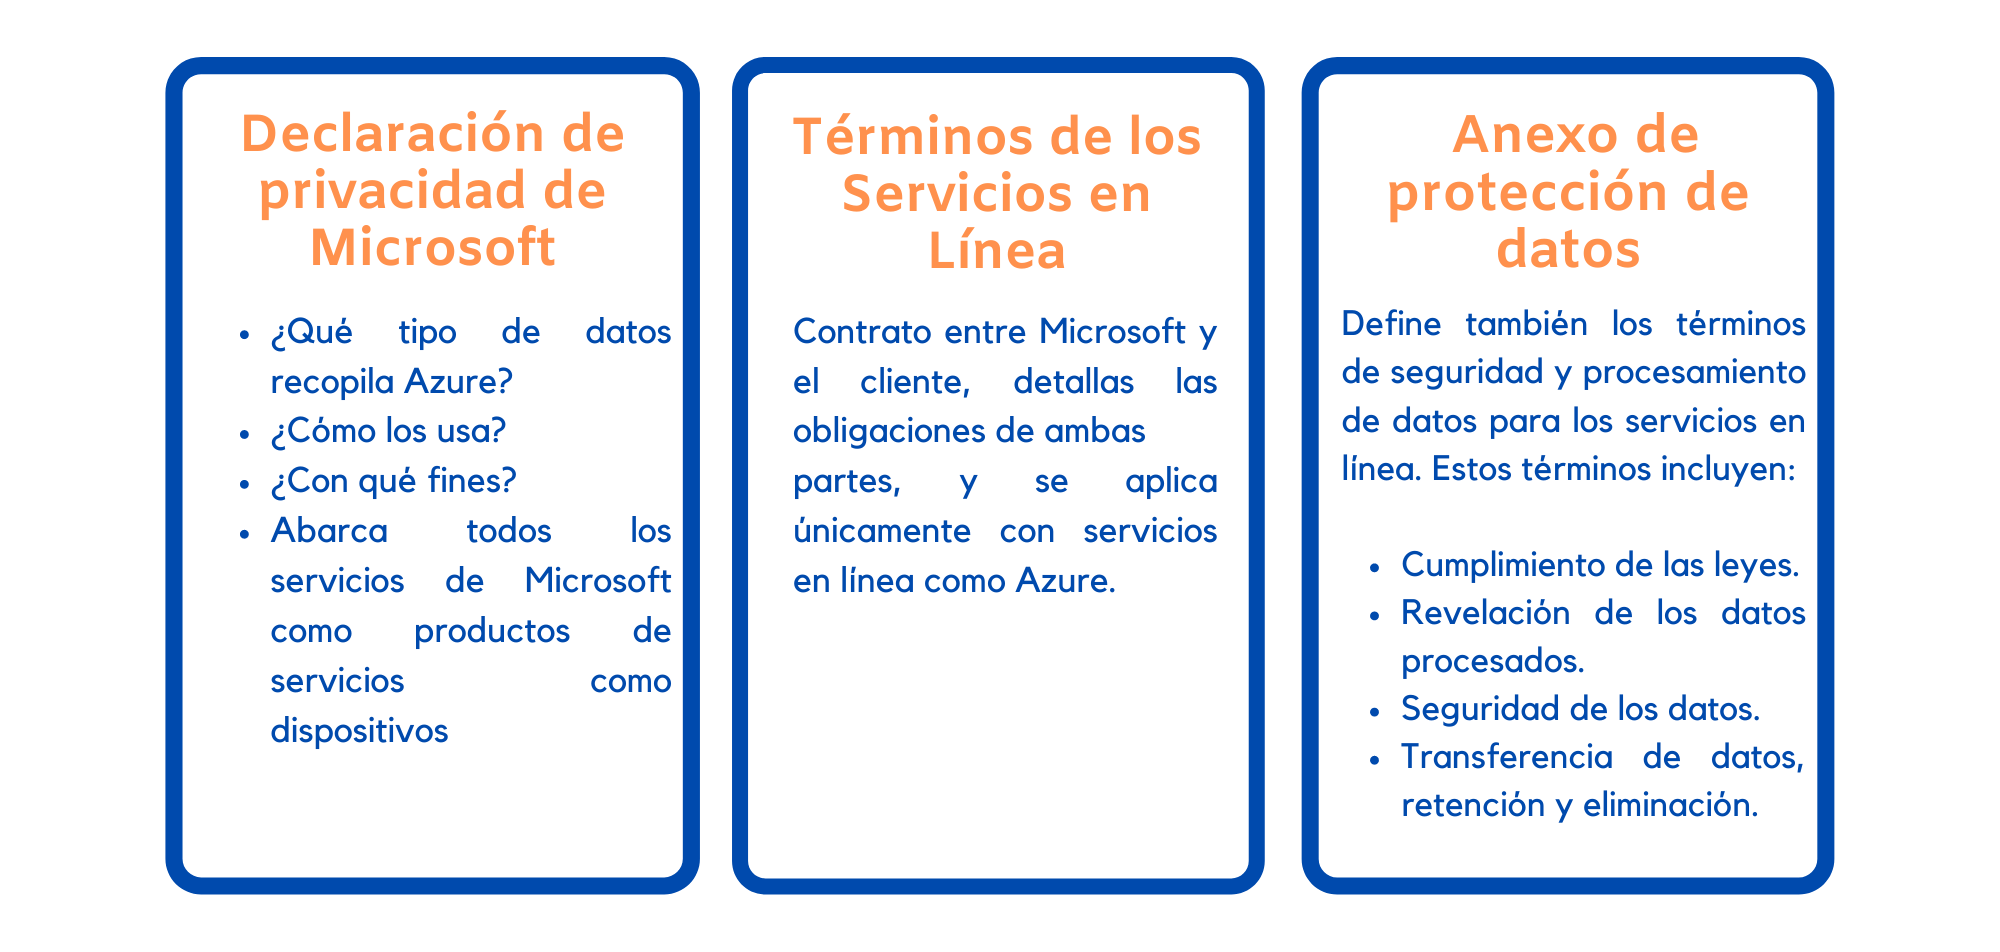 Declaración de
privacidad de
Microsoft
• ¿Qué tipo de datos
recopila Azure?
• ¿Cómo los usa?
• ¿Con qué fines?
• Abarca todos los
servicios de Microsoft
como productos de
servicios como
dispositivos
Términos de los
Servicios en
Línea
Contrato entre Microsoft y
el cliente, detallas las
obligaciones de ambas
partes, y se aplica
únicamente con servicios
en línea como Azure.
Anexo de
protección de
datos
Define también los términos
de seguridad y procesamiento
de datos para los servicios en
línea. Estos términos incluyen:
• Cumplimiento de las leyes.
• Revelación de los datos
procesados.
• Seguridad de los datos.
• Transferencia de datos,
retención y eliminación.